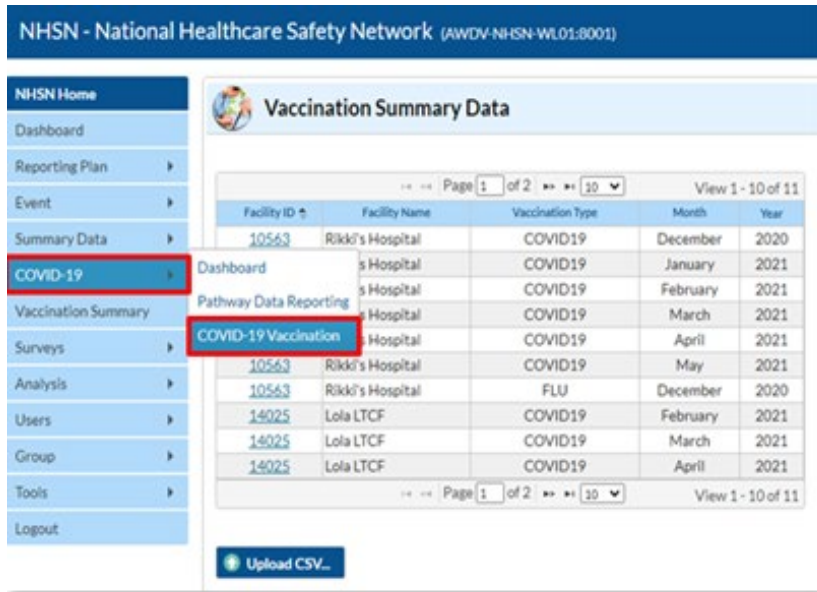 NHSN - National Healthcare Safety Network (AWDV-NHSN-WL01:8001)
NHSN Home
Dashboard
Reporting Plan
Event
Summary Data
COVID-19
Vaccination Summary
Surveys
Analysis
Users
Group
Tools
Logout
Dashboard
Pathway Data Reporting
COVID-19 Vaccination
Vaccination Summary Data
Page 1 of 2 10 View 1 - 10 of 11
Facility ID Facility Name Vaccination Type Month Year
10563 Rikki's Hospital COVID19 December 2020
s Hospital COVID19 January 2021
s Hospital COVID19 February 2021
s Hospital COVID19 March 2021
s Hospital COVID19 April 2021
10563 Rikki's Hospital COVID19 May 2021
10563 Rikki's Hospital FLU December 2020
14025 Lola LTCF COVID19 February 2021
14025 Lola LTCF COVID19 March 2021
14025 Lola LTCF COVID19 April 2021
Page 1 of 2 10 View 1 - 10 of 11
Upload CSV...